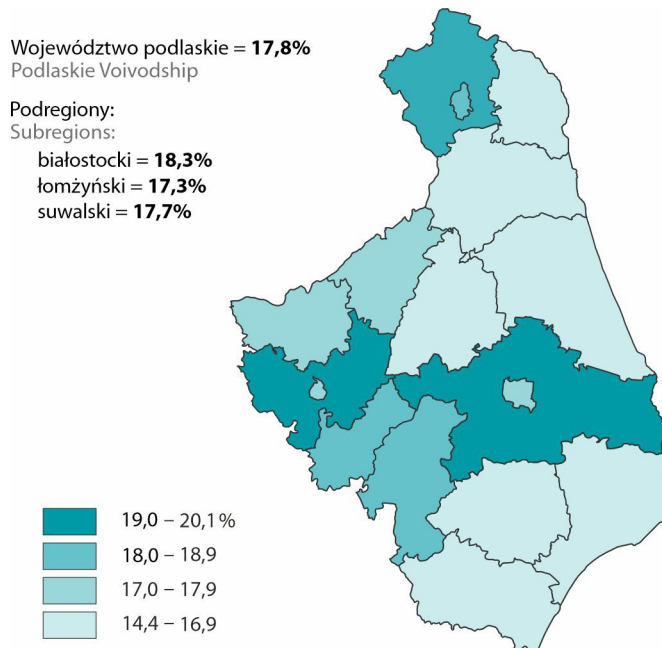 Województwo podlaskie = 17,8%
Podlaskie Voivodship
Podregiony:
Subregions:
białostocki = 18,3%
łomżyński = 17,3%
suwalski = 17,7%
19,0 – 20,1%
18,0 – 18,9
17,0 – 17,9
14,4 – 16,9